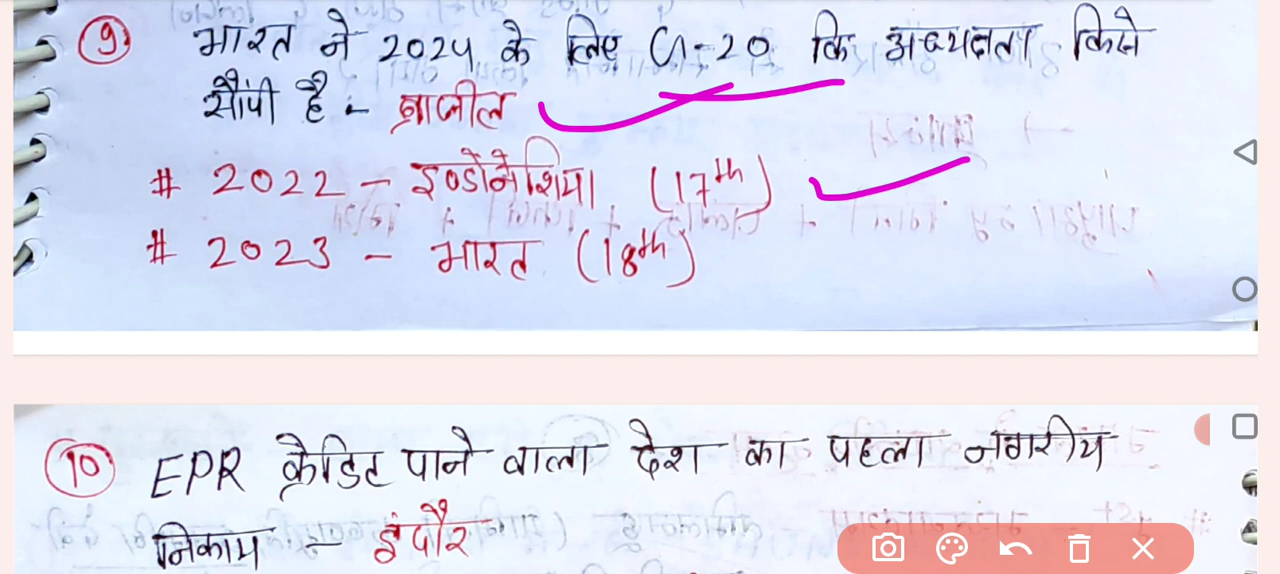 ⑨ भारत ने 2024 के लिए G-20 कि अध्यक्षता किसे
सौंपी है - ब्राजील
# 2022 - इण्डोनेशिया (17th)
# 2023 - भारत (18th)
⑩ EPR क्रेडिट पाने वाला देश का पहला नगरीय
निकाय - इंदौर